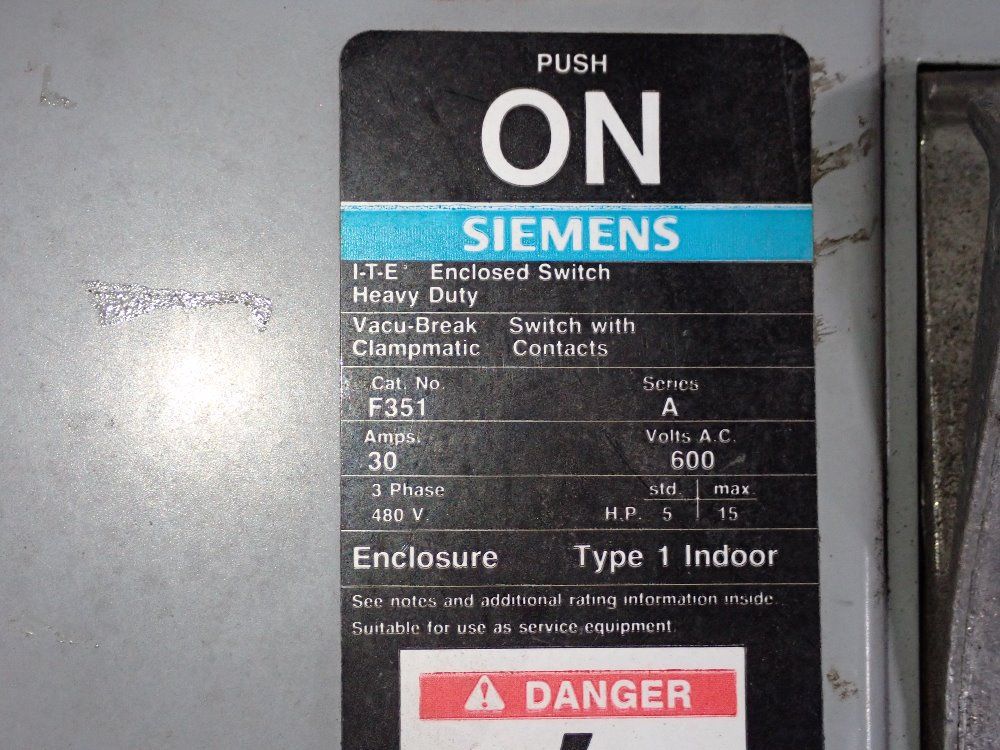 PUSH
ON
SIEMENS
I-T-E® Enclosed Switch
Heavy Duty
Vacu-Break Switch with
Clampmatic Contacts
Cat. No. Series
F351 A
Amps. Volts A.C.
30 600
3 Phase std. max.
480 V. H.P. 5 15
Enclosure Type 1 Indoor
See notes and additional rating information inside.
Suitable for use as service equipment.
DANGER